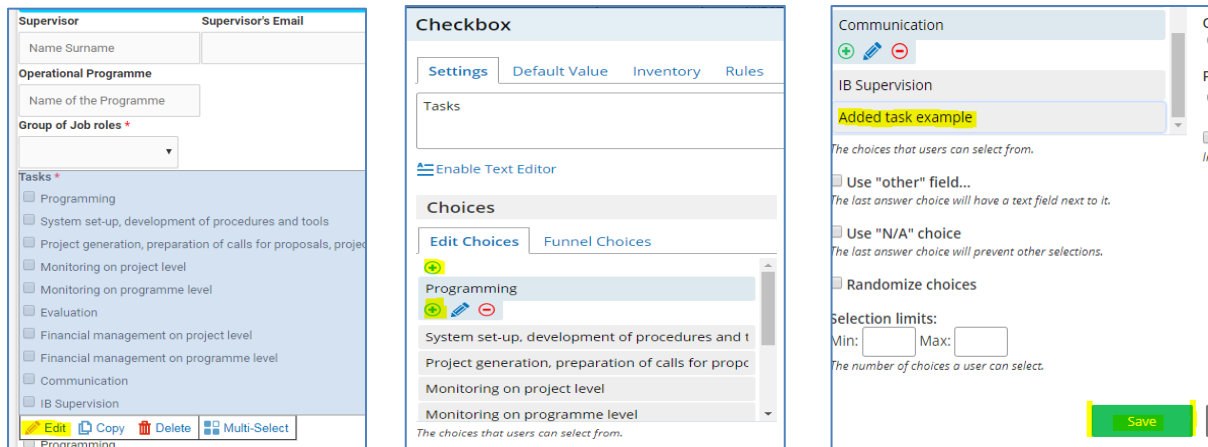 Supervisor Supervisor's Email
Name Surname
Operational Programme
Name of the Programme
Group of Job roles *
Tasks *
Programming
System set-up, development of procedures and tools
Project generation, preparation of calls for proposals, projec
Monitoring on project level
Monitoring on programme level
Evaluation
Financial management on project level
Financial management on programme level
Communication
IB Supervision
Edit Copy Delete Multi-Select
Programming
Checkbox
Settings Default Value Inventory Rules
Tasks
Enable Text Editor
Choices
Edit Choices Funnel Choices
Programming
System set-up, development of procedures and t
Project generation, preparation of calls for propc
Monitoring on project level
Monitoring on programme level
The choices that users can select from.
Communication
IB Supervision
Added task example
The choices that users can select from.
Use "other" field...
The last answer choice will have a text field next to it.
Use "N/A" choice
The last answer choice will prevent other selections.
Randomize choices
Selection limits:
Min: Max:
The number of choices a user can select.
Save